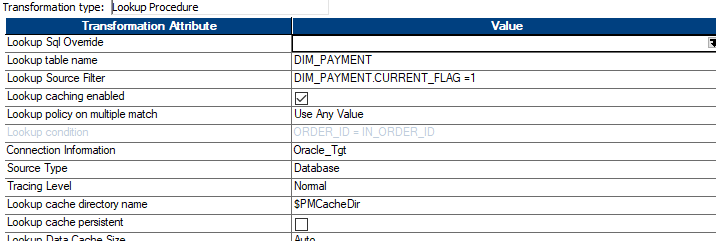 Transformation type: Lookup Procedure
Transformation Attribute Value
Lookup Sql Override
Lookup table name DIM_PAYMENT
Lookup Source Filter DIM_PAYMENT.CURRENT_FLAG =1
Lookup caching enabled
Lookup policy on multiple match Use Any Value
Lookup condition ORDER_ID = IN_ORDER_ID
Connection Information Oracle_Tgt
Source Type Database
Tracing Level Normal
Lookup cache directory name $PMCacheDir
Lookup cache persistent
Lookup Data Cache Size Auto